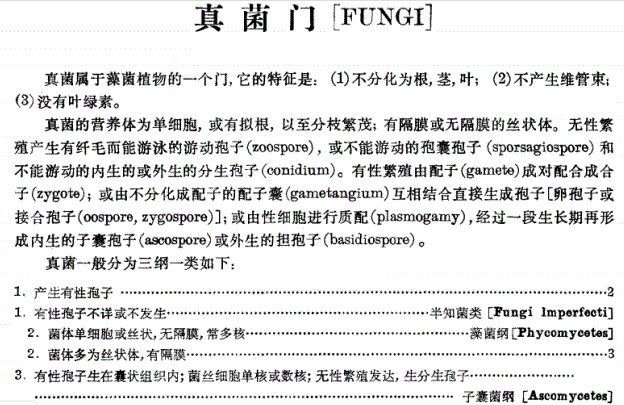 真菌门 [FUNGI]
真菌属于藻菌植物的一个门,它的特征是: (1)不分化为根,茎,叶; (2)不产生维管束;
(3)没有叶绿素。
真菌的营养体为单细胞, 或有拟根, 以至分枝繁茂; 有隔膜或无隔膜的丝状体。无性繁
殖产生有纤毛而能游泳的游动孢子(zoospore), 或不能游动的孢囊孢子 (sporsagiospore) 和
不能游动的内生的或外生的分生孢子(conidium)。有性繁殖由配子(gamete)成对配合成合
子(zygote); 或由不分化成配子的配子囊(gametangium)互相结合直接生成孢子[卵孢子或
接合孢子(oospore, zygospore)]; 或由性细胞进行质配(plasmogamy), 经过一段生长期再形
成内生的子囊孢子(ascospore)或外生的担孢子(basidiospore)。
真菌一般分为三纲一类如下:
1. 产生有性孢子 ……………………………………………………………2
1. 有性孢子不详或不发生……………………………………半知菌类 [Fungi Imperfecti]
2. 菌体单细胞或丝状, 无隔膜, 常多核……………………………藻菌纲[Phycomycetes]
2. 菌体多为丝状体, 有隔膜……………………………………………………3
3. 有性孢子生在囊状组织内; 菌丝细胞单核或数核; 无性繁殖发达, 生分生孢子……………
……………………………………………………………子囊菌纲 [Ascomycetes]